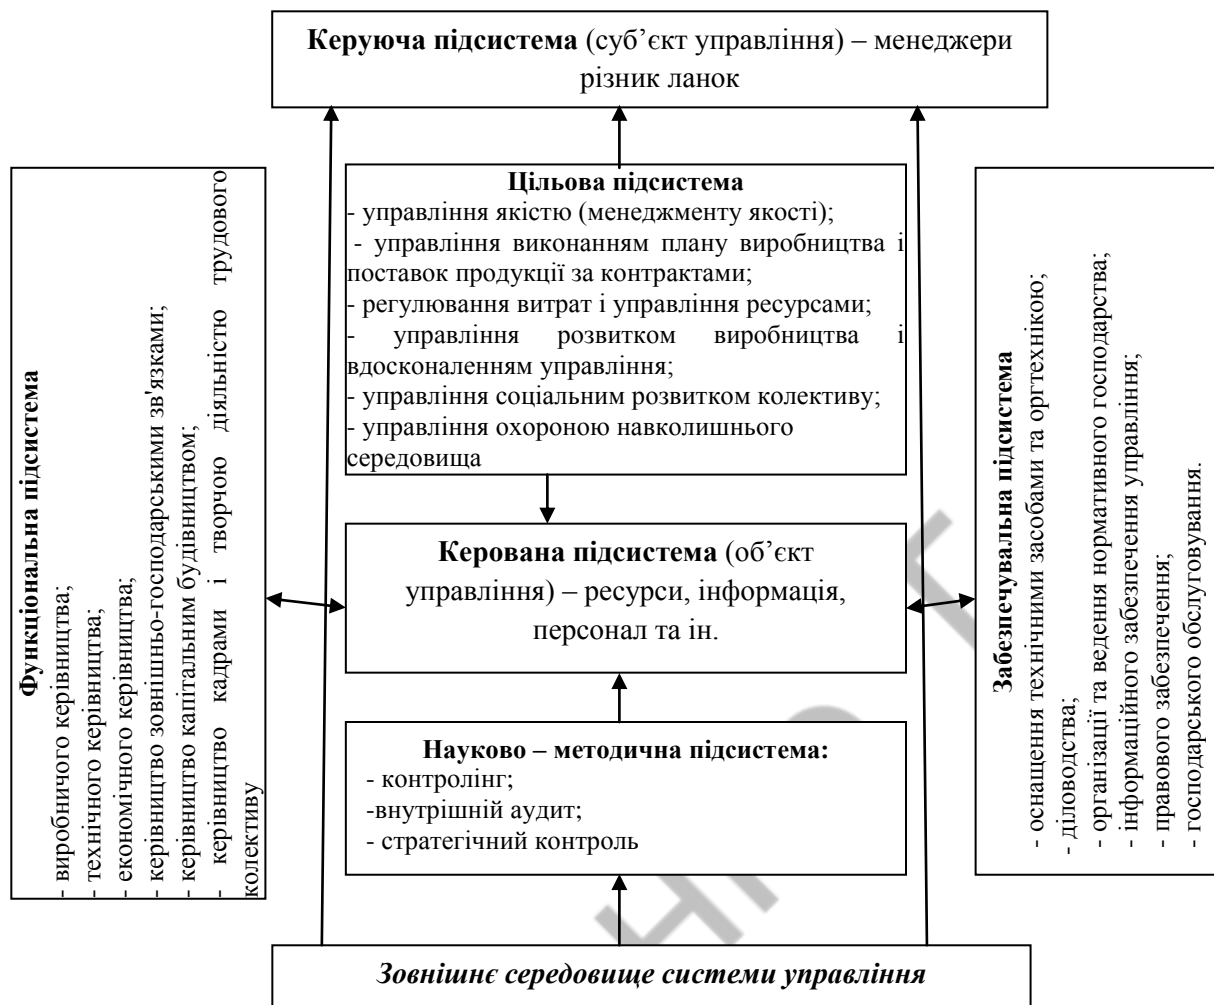 Керуюча підсистема (суб’єкт управління) – менеджери
різник ланок
Функціональна підсистема
- виробничого керівництва;
- технічного керівництва;
- економічного керівництва;
- керівництво зовнішньо-господарськими зв'язками;
- керівництво капітальним будівництвом;
- керівництво кадрами і творчою діяльністю трудового
колективу
Цільова підсистема
- управління якістю (менеджменту якості);
- управління виконанням плану виробництва і
поставок продукції за контрактами;
- регулювання витрат і управління ресурсами;
- управління розвитком виробництва і
вдосконаленням управління;
- управління соціальним розвитком колективу;
- управління охороною навколишнього
середовища
Керована підсистема (об’єкт
управління) – ресурси, інформація,
персонал та ін.
Науково – методична підсистема:
- контролінг;
-внутрішній аудит;
- стратегічний контроль
Забезпечувальна підсистема
- оснащення технічними засобами та оргтехнікою;
- діловодства;
- організації та ведення нормативного господарства;
- інформаційного забезпечення управління;
- правового забезпечення;
- господарського обслуговування.
Зовнішнє середовище системи управління